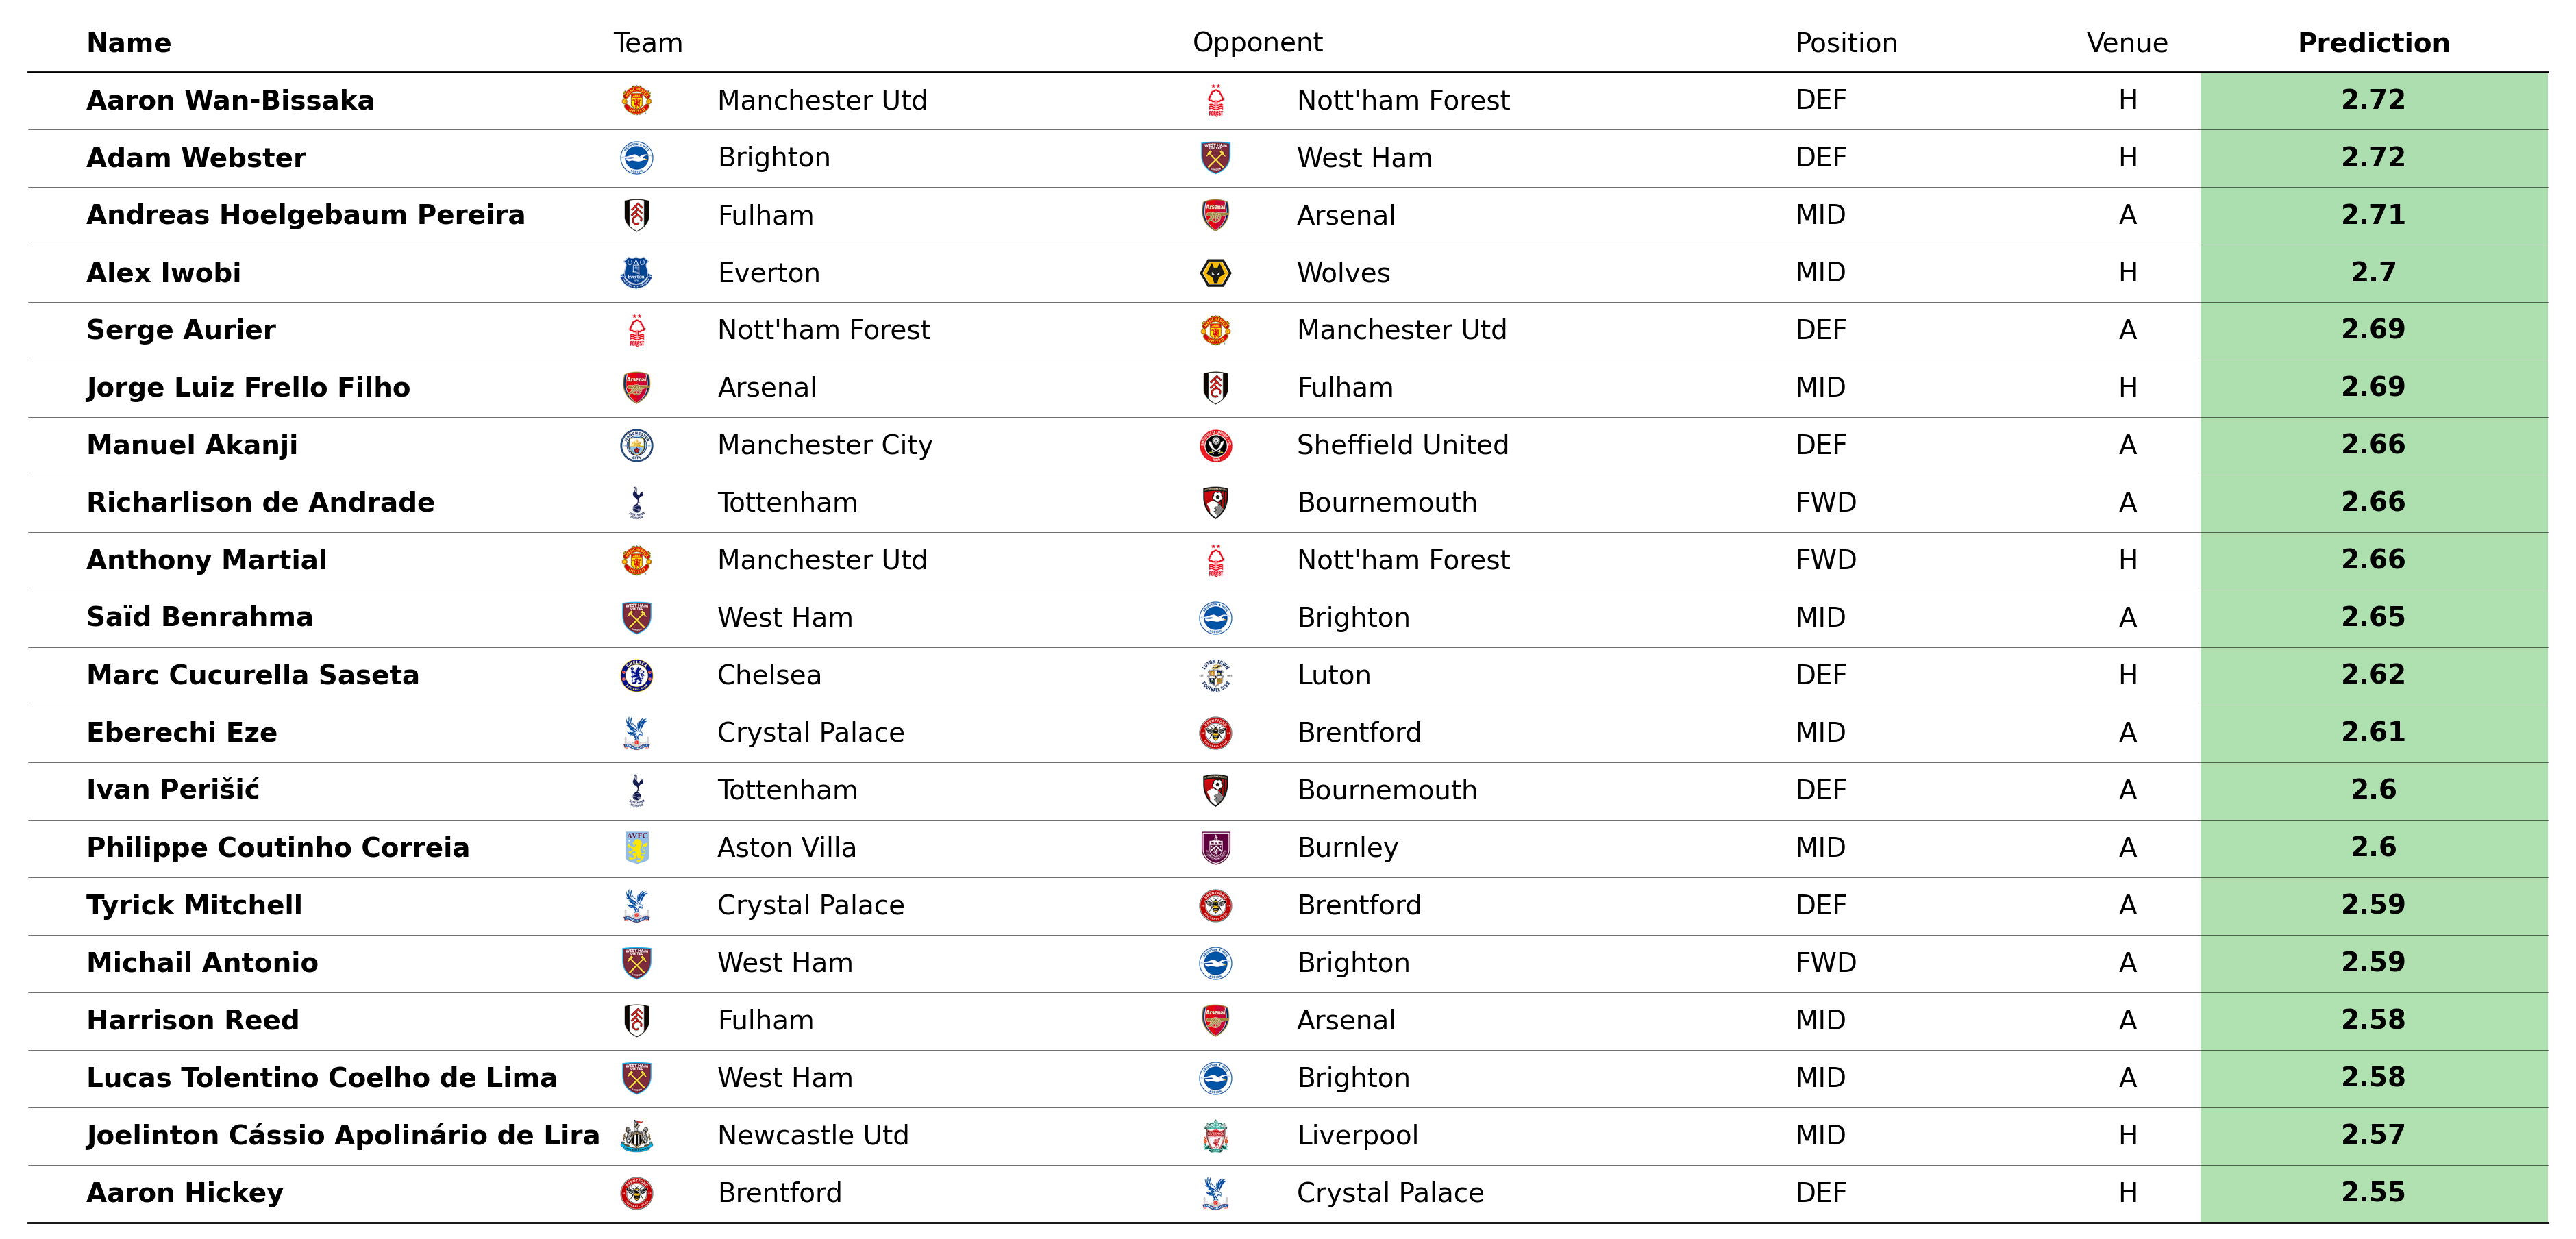 Name Team Opponent Position Venue Prediction
Aaron Wan-Bissaka Manchester Utd Nott'ham Forest DEF H 2.72
Adam Webster Brighton West Ham DEF H 2.72
Andreas Hoelgebaum Pereira Fulham Arsenal MID A 2.71
Alex Iwobi Everton Wolves MID H 2.7
Serge Aurier Nott'ham Forest Manchester Utd DEF A 2.69
Jorge Luiz Frello Filho Arsenal Fulham MID H 2.69
Manuel Akanji Manchester City Sheffield United DEF A 2.66
Richarlison de Andrade Tottenham Bournemouth FWD A 2.66
Anthony Martial Manchester Utd Nott'ham Forest FWD H 2.66
Saïd Benrahma West Ham Brighton MID A 2.65
Marc Cucurella Saseta Chelsea Luton DEF H 2.62
Eberechi Eze Crystal Palace Brentford MID A 2.61
Ivan Perišić Tottenham Bournemouth DEF A 2.6
Philippe Coutinho Correia Aston Villa Burnley MID A 2.6
Tyrick Mitchell Crystal Palace Brentford DEF A 2.59
Michail Antonio West Ham Brighton FWD A 2.59
Harrison Reed Fulham Arsenal MID A 2.58
Lucas Tolentino Coelho de Lima West Ham Brighton MID A 2.58
Joelinton Cássio Apolinário de Lira Newcastle Utd Liverpool MID H 2.57
Aaron Hickey Brentford Crystal Palace DEF H 2.55